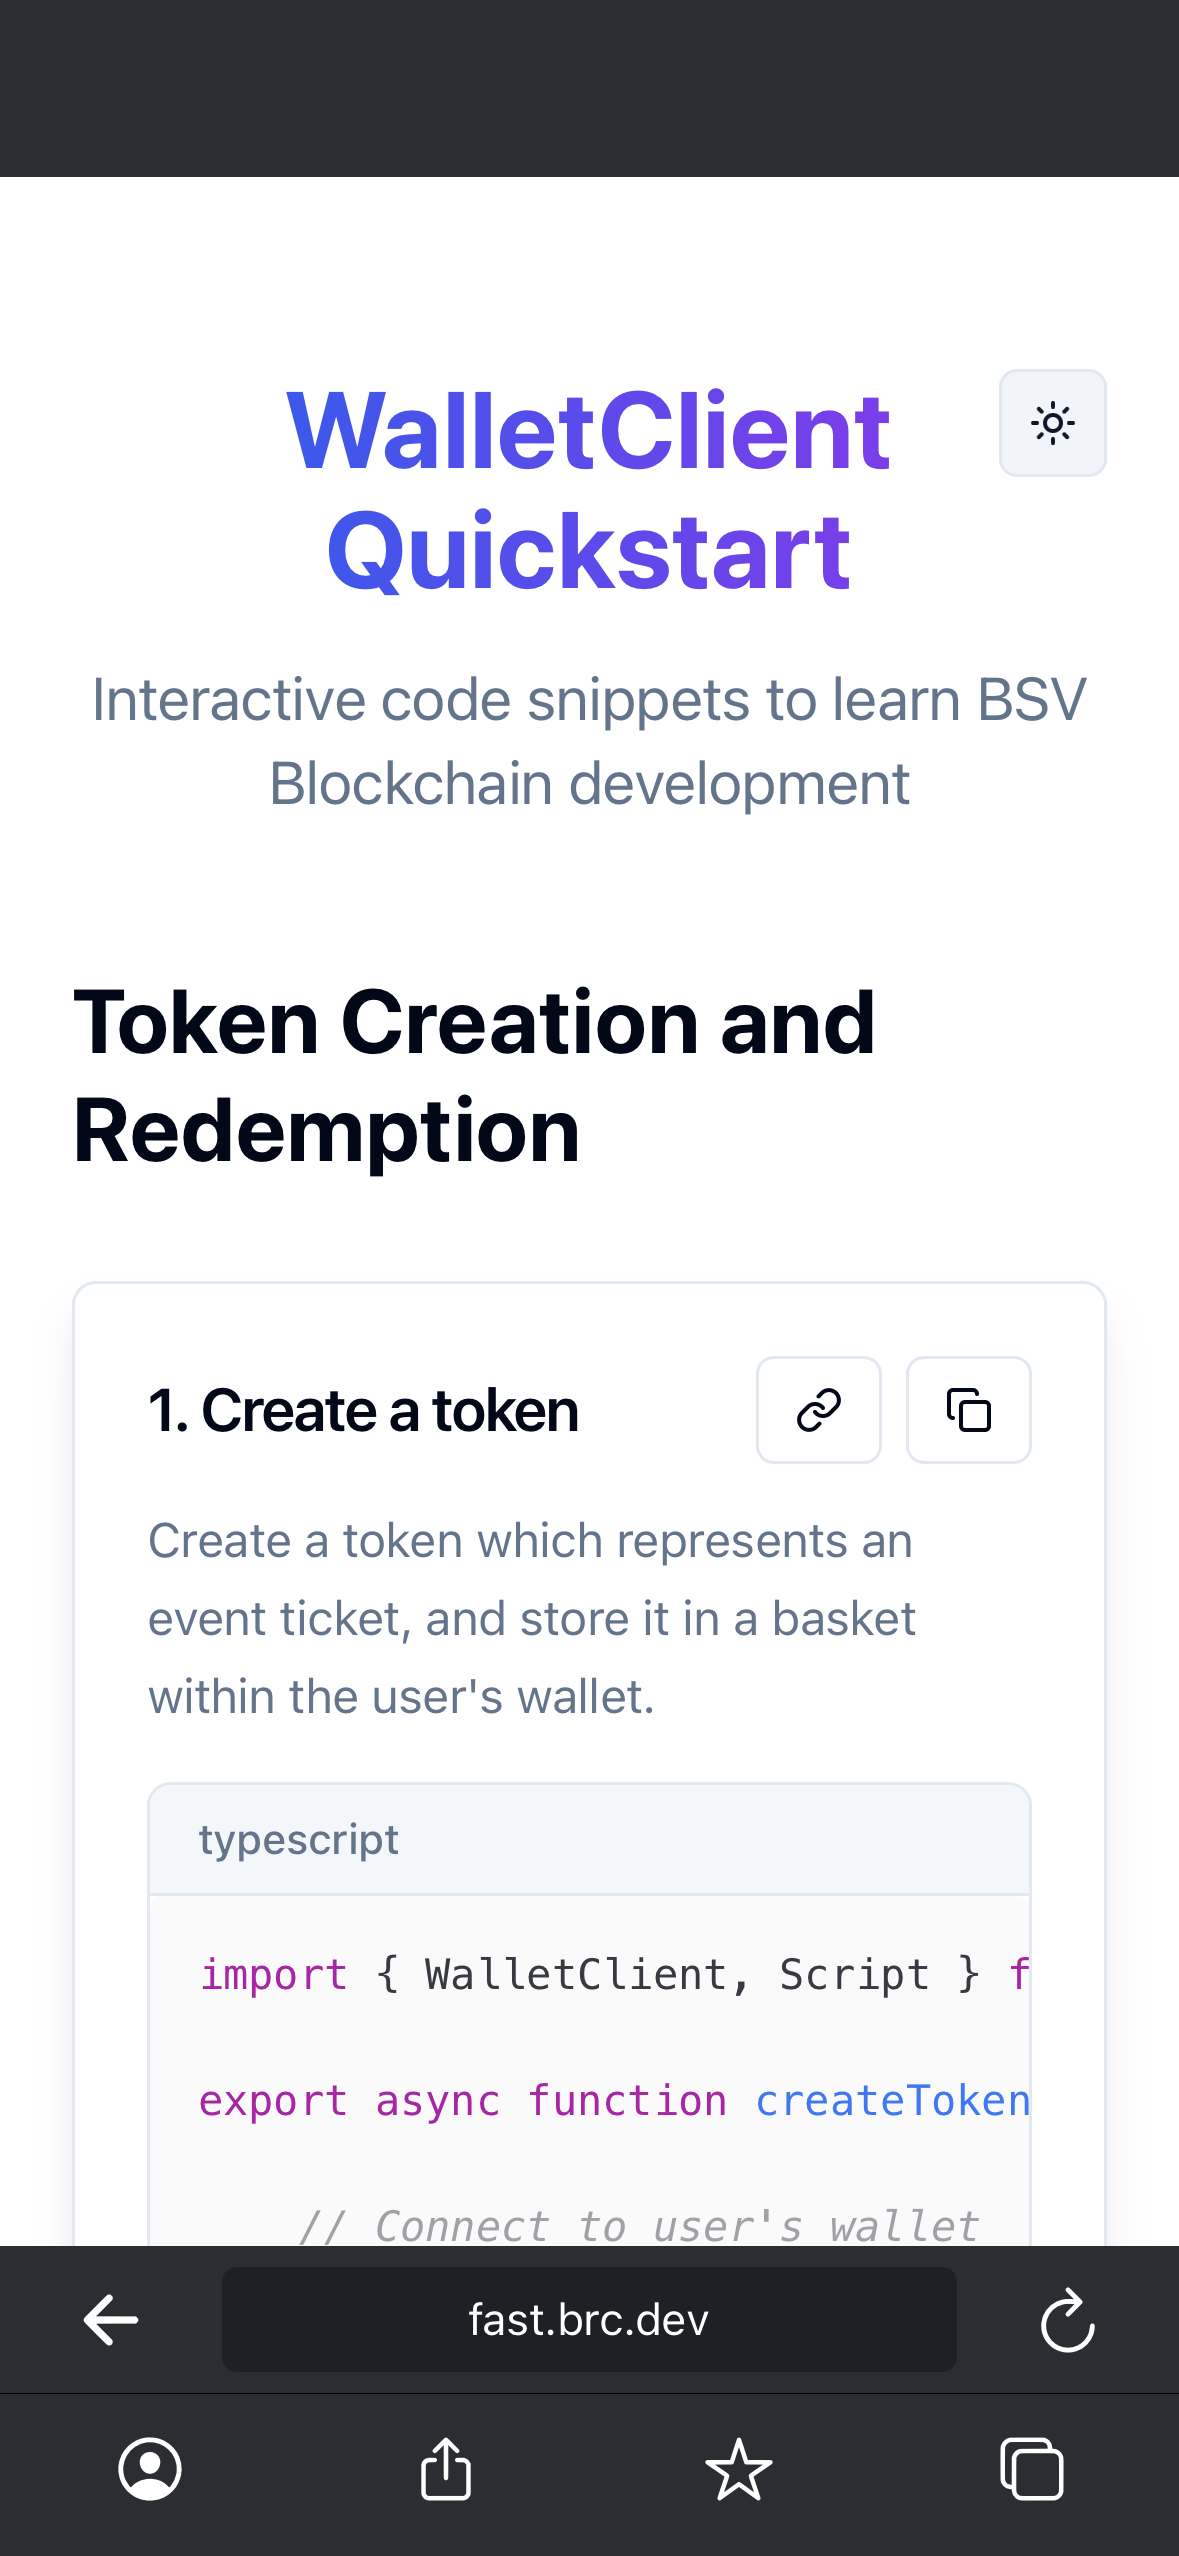 WalletClient
Quickstart
Interactive code snippets to learn BSV
Blockchain development
Token Creation and
Redemption
1. Create a token
Create a token which represents an
event ticket, and store it in a basket
within the user's wallet.
typescript
import { WalletClient, Script } f
export async function createToken
// Connect to user's wallet
fast.brc.dev